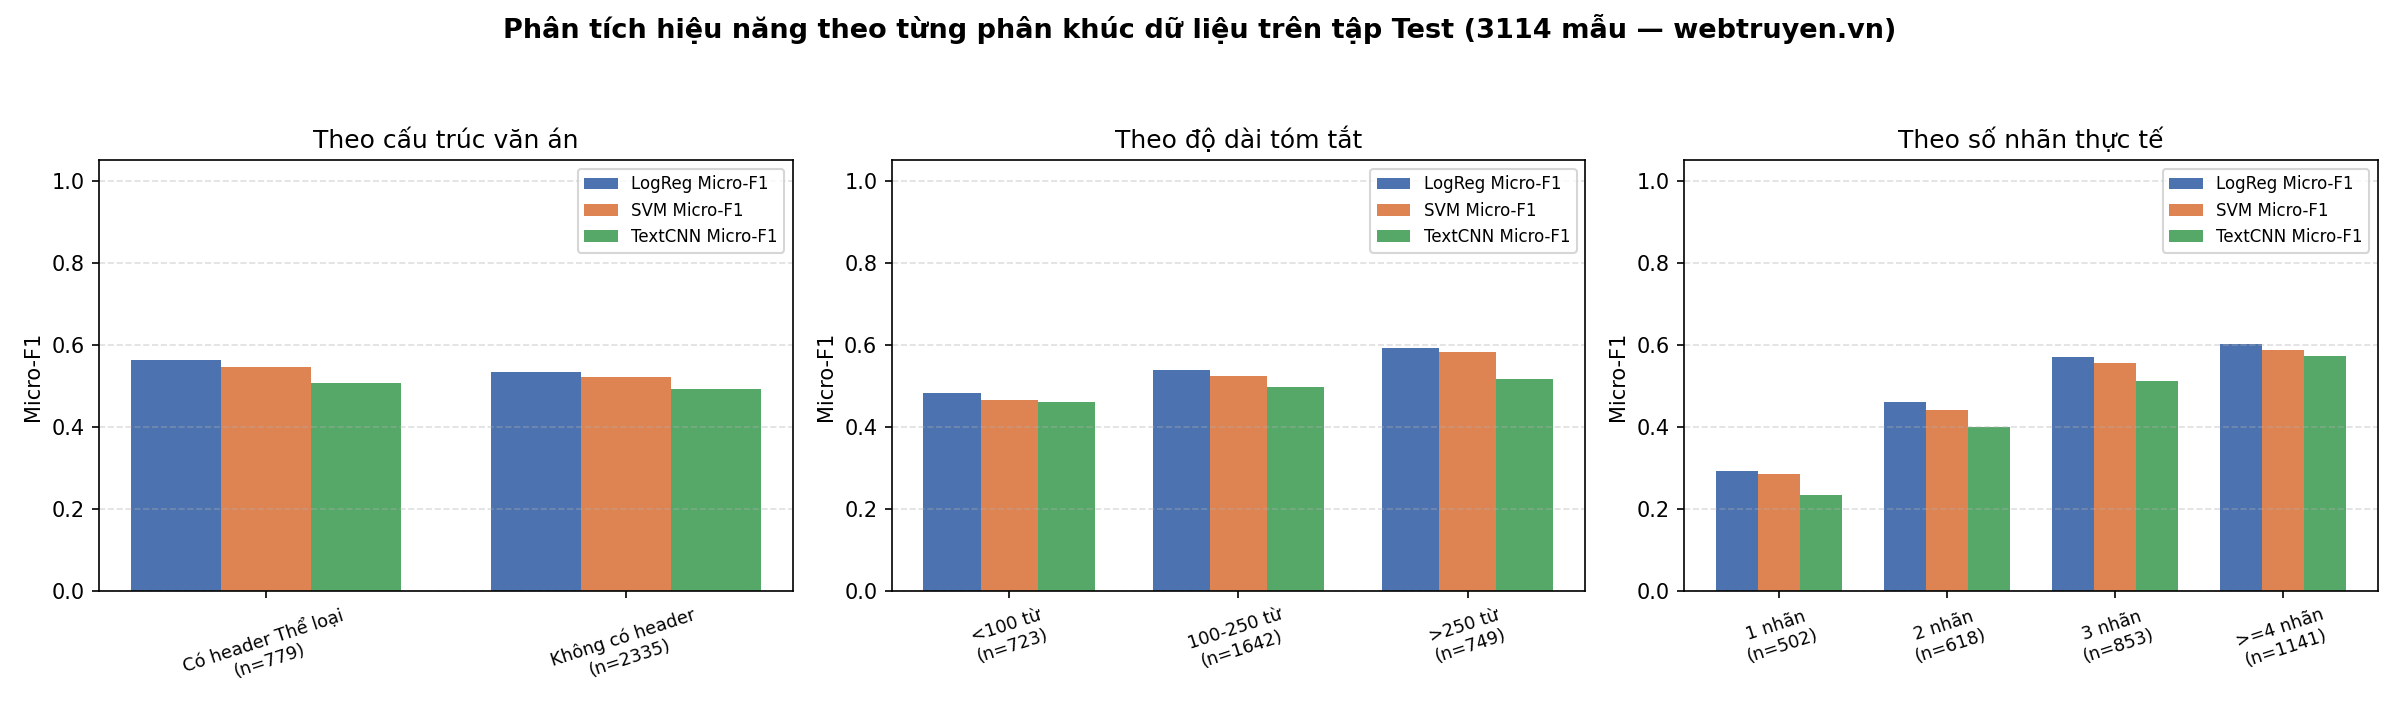 Phân tích hiệu năng theo từng phân khúc dữ liệu trên tập Test (3114 mẫu — webtruyen.vn)
Theo cấu trúc văn án
Micro-F1
1.0
0.8
0.6
0.4
0.2
0.0
LogReg Micro-F1
SVM Micro-F1
TextCNN Micro-F1
Có header Thể loại
(n=779)
Không có header
(n=2335)
Theo độ dài tóm tắt
Micro-F1
1.0
0.8
0.6
0.4
0.2
0.0
LogReg Micro-F1
SVM Micro-F1
TextCNN Micro-F1
<100 từ
(n=723)
100-250 từ
(n=1642)
>250 từ
(n=749)
Theo số nhãn thực tế
Micro-F1
1.0
0.8
0.6
0.4
0.2
0.0
LogReg Micro-F1
SVM Micro-F1
TextCNN Micro-F1
1 nhãn
(n=502)
2 nhãn
(n=618)
3 nhãn
(n=853)
>=4 nhãn
(n=1141)